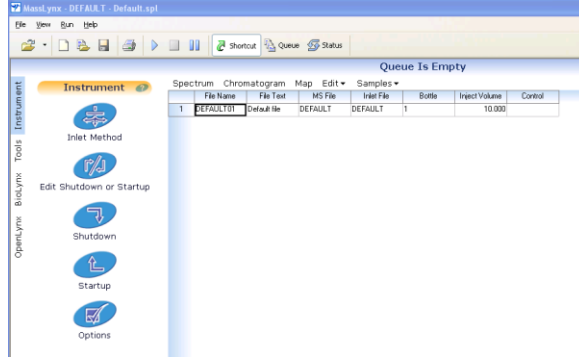 MassLynx - DEFAULT - Default.spl
File View Run Help
Shortcut Queue Status
Queue Is Empty
Instrument
Tools
BioLynx
OpenLynx
Instrument
Inlet Method
Edit Shutdown or Startup
Shutdown
Startup
Options
Spectrum Chromatogram Map Edit Samples
File Name File Text MS File Inlet File Bottle Inject Volume Control
1 DEFAULT01 Default file DEFAULT DEFAULT 1 10.000